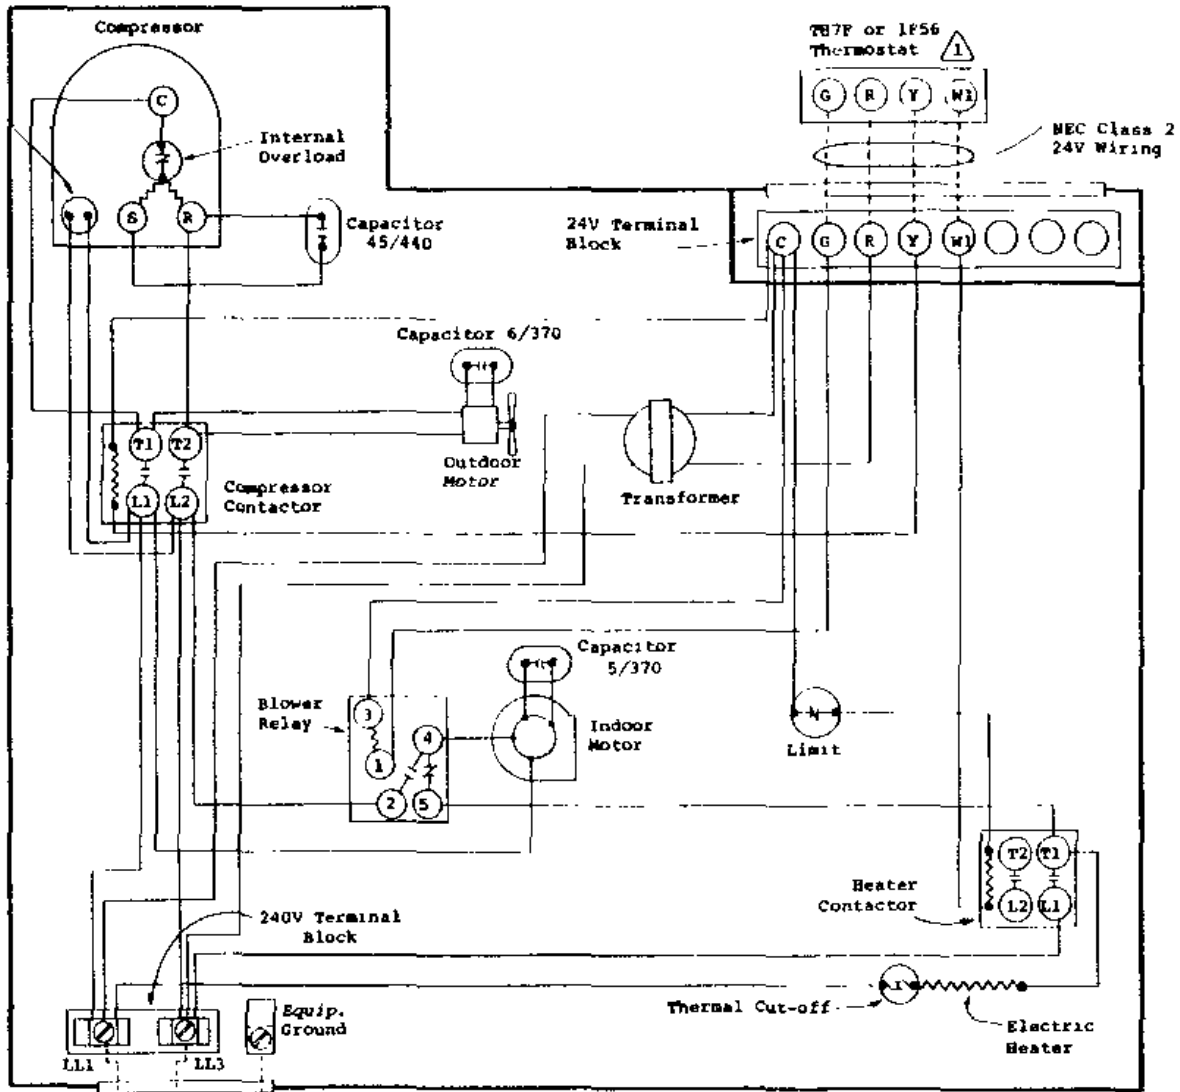 Compressor
TH7F or 1F56
Thermostat 1
G R Y W1
NEC Class 2
24V Wiring
C
Internal
Overload
S R
Capacitor
45/440
24V Terminal
Block
C G R Y W1
Capacitor 6/370
T1 T2
Outdoor
Motor
Transformer
L1 L2
Compressor
Contactor
Capacitor
5/370
Blower
Relay
3
4
1
2 5
Indoor
Motor
Limit
Heater
Contactor
T2 T1
L2 L1
240V Terminal
Block
Thermal Cut-off
Electric
Heater
Equip.
Ground
LL1 LL3